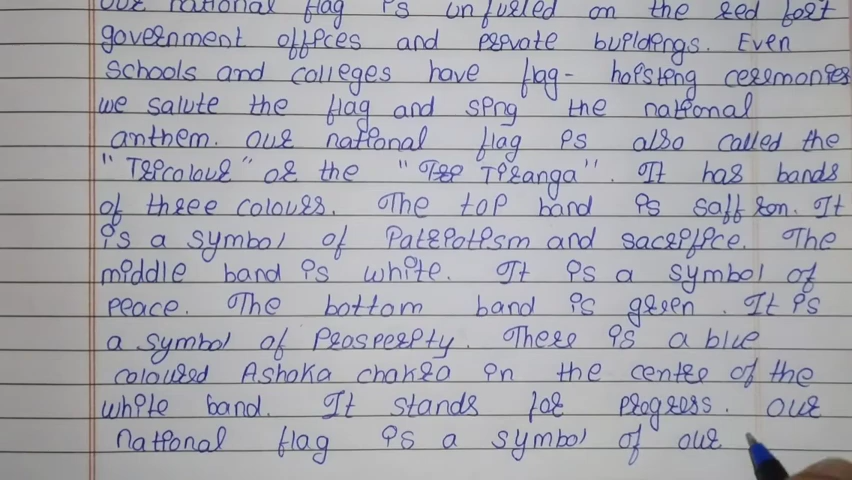 Our national flag is unfurled on the red fort
government offices and private buildings. Even
schools and calleges have flag- hoisting ceremonies
we salute the flag and sing the national
anthem. Our national flag is also called the
"Tricolour" or the "Tir Tiranga". It has bands
of three colours. The top band is saffron. It
is a symbol of Patriotism and sacrifice. The
middle band is white. It is a symbol of
peace. The bottom band is green. It is
a symbol of Prosperity. There is a blue
coloured Ashoka chakra in the centre of the
white band. It stands for progress. Our
national flag is a symbol of our